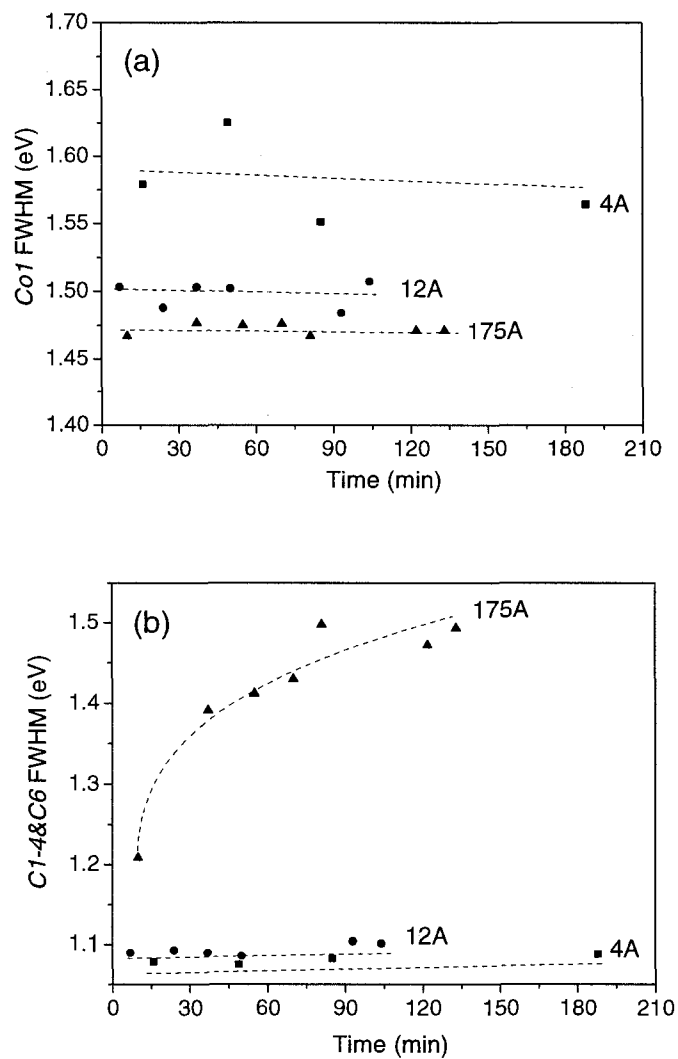 (a)
Co1 FWHM (eV)
1.70
1.65
1.60
1.55
1.50
1.45
1.40
4A
12A
175A
0 30 60 90 120 150 180 210
Time (min)
(b)
C1-4&C6 FWHM (eV)
1.5
1.4
1.3
1.2
1.1
175A
12A
4A
0 30 60 90 120 150 180 210
Time (min)